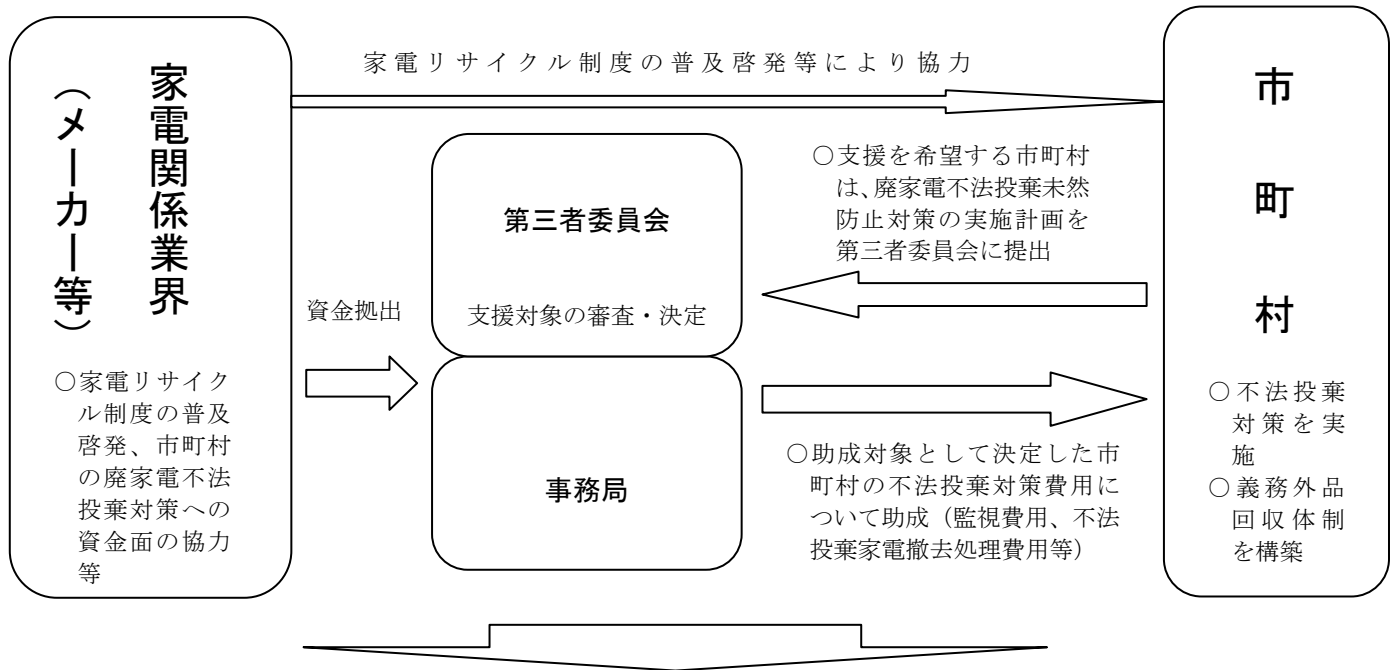 家電リサイクル制度の普及啓発等により協力
家電関係業界
（メーカー等）
○家電リサイク
ル制度の普及
啓発、市町村
の廃家電不法
投棄対策への
資金面の協力
等
資金拠出
第三者委員会
支援対象の審査・決定
事務局
○支援を希望する市町村
は、廃家電不法投棄未然
防止対策の実施計画を
第三者委員会に提出
○助成対象として決定した市
町村の不法投棄対策費用に
ついて助成（監視費用、不法
投棄家電撤去処理費用等）
市町村
○不法投棄
対策を実
施
○義務外品
回収体制
を構築